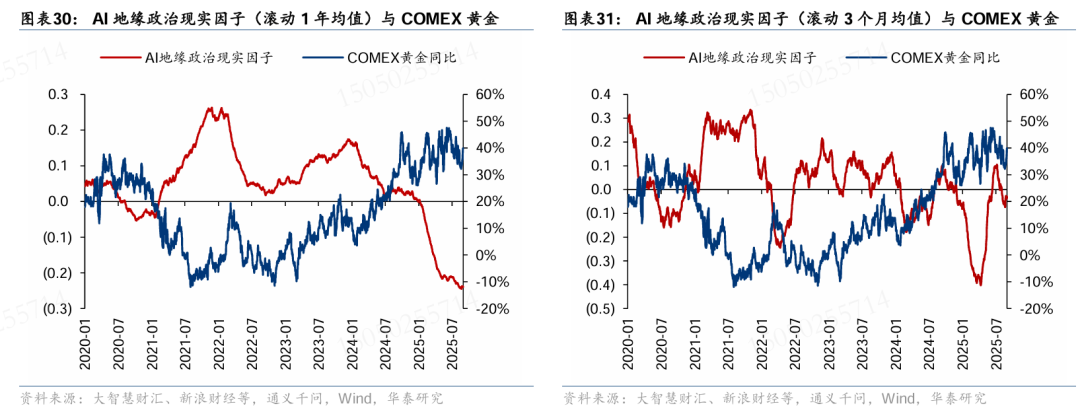 图表30： AI 地缘政治现实因子（滚动 1 年均值）与 COMEX 黄金
AI地缘政治现实因子 COMEX黄金同比
0.3 60%
50%
0.2 40%
0.1 30%
0.0 20%
(0.1) 10%
0%
(0.2) -10%
(0.3) -20%
2020-01 2020-07 2021-01 2021-07 2022-01 2022-07 2023-01 2023-07 2024-01 2024-07 2025-01 2025-07
资料来源：大智慧财汇、新浪财经等，通义千问，Wind，华泰研究
图表31： AI 地缘政治现实因子（滚动 3 个月均值）与 COMEX 黄金
AI地缘政治现实因子 COMEX黄金同比
0.4 60%
0.3 50%
0.2 40%
0.1 30%
0.0 20%
(0.1)
(0.2) 10%
(0.3) 0%
(0.4) -10%
(0.5) -20%
2020-01 2020-07 2021-01 2021-07 2022-01 2022-07 2023-01 2023-07 2024-01 2024-07 2025-01 2025-07
资料来源：大智慧财汇、新浪财经等，通义千问，Wind，华泰研究
15050255714